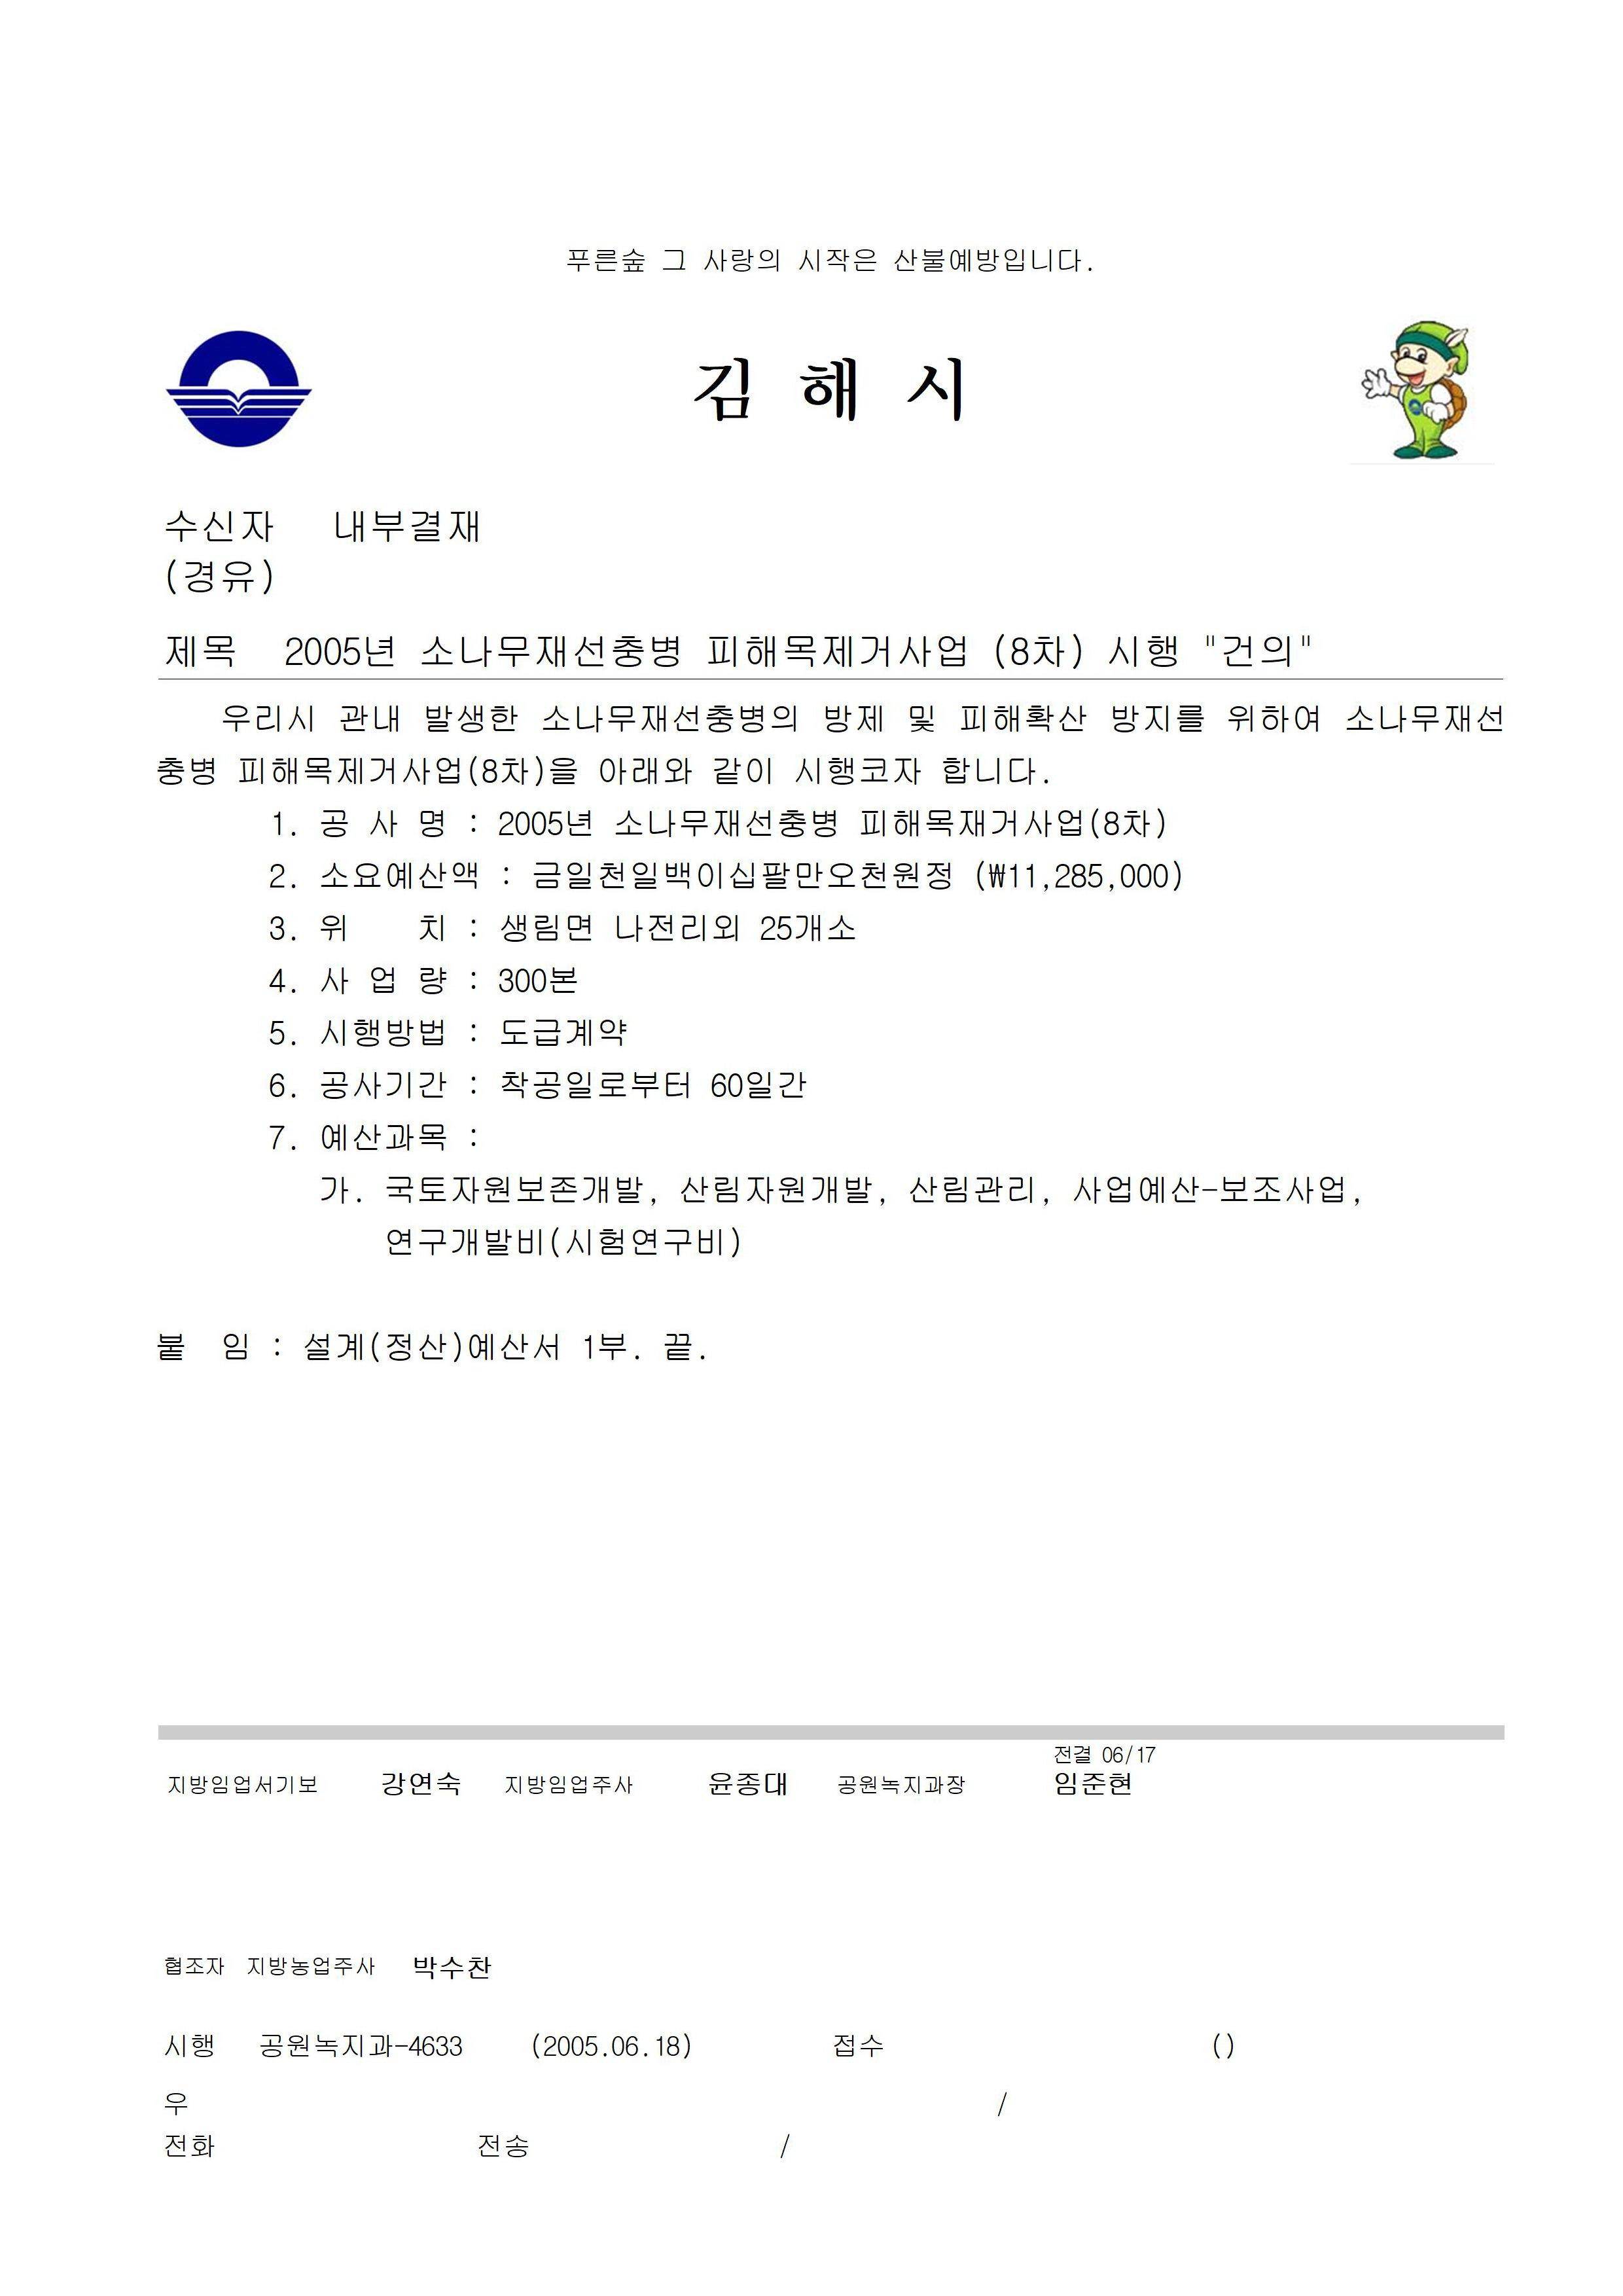 푸른숲 그 사랑의 시작은 산불예방입니다.
김 해 시
수신자 내부결재
(경유)
제목 2005년 소나무재선충병 피해목제거사업 (8차) 시행 "건의"
우리시 관내 발생한 소나무재선충병의 방제 및 피해확산 방지를 위하여 소나무재선
충병 피해목제거사업(8차)을 아래와 같이 시행코자 합니다.
1. 공 사 명 : 2005년 소나무재선충병 피해목재거사업(8차)
2. 소요예산액 : 금일천일백이십팔만오천원정 (₩11,285,000)
3. 위 치 : 생림면 나전리외 25개소
4. 사 업 량 : 300본
5. 시행방법 : 도급계약
6. 공사기간 : 착공일로부터 60일간
7. 예산과목 :
가. 국토자원보존개발, 산림자원개발, 산림관리, 사업예산-보조사업,
연구개발비(시험연구비)
붙 임 : 설계(정산)예산서 1부. 끝.
전결 06/17
지방임업서기보 강연숙 지방임업주사 윤종대 공원녹지과장 임준현
협조자 지방농업주사 박수찬
시행 공원녹지과-4633 (2005.06.18) 접수 ()
우 /
전화 전송 /